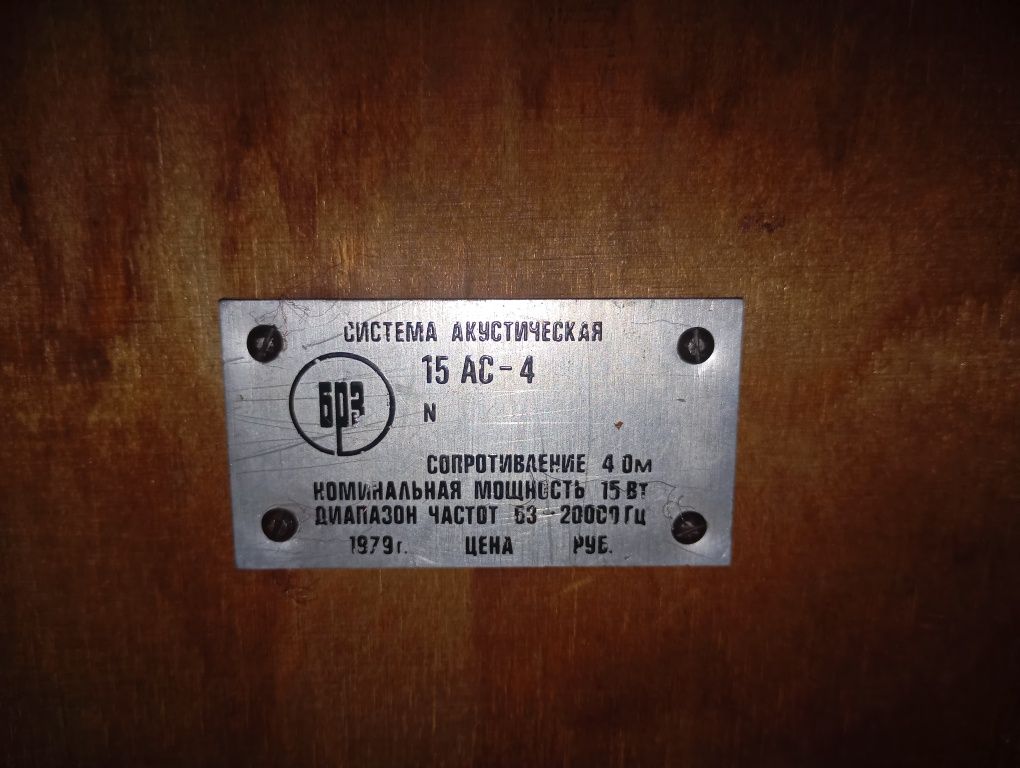 СИСТЕМА АКУСТИЧЕСКАЯ
15 АС-4
БРЗ
N
СОПРОТИВЛЕНИЕ 4 Ом
НОМИНАЛЬНАЯ МОЩНОСТЬ 15 Вт
ДИАПАЗОН ЧАСТОТ 63-20000 Гц
1979 г. ЦЕНА РУБ.